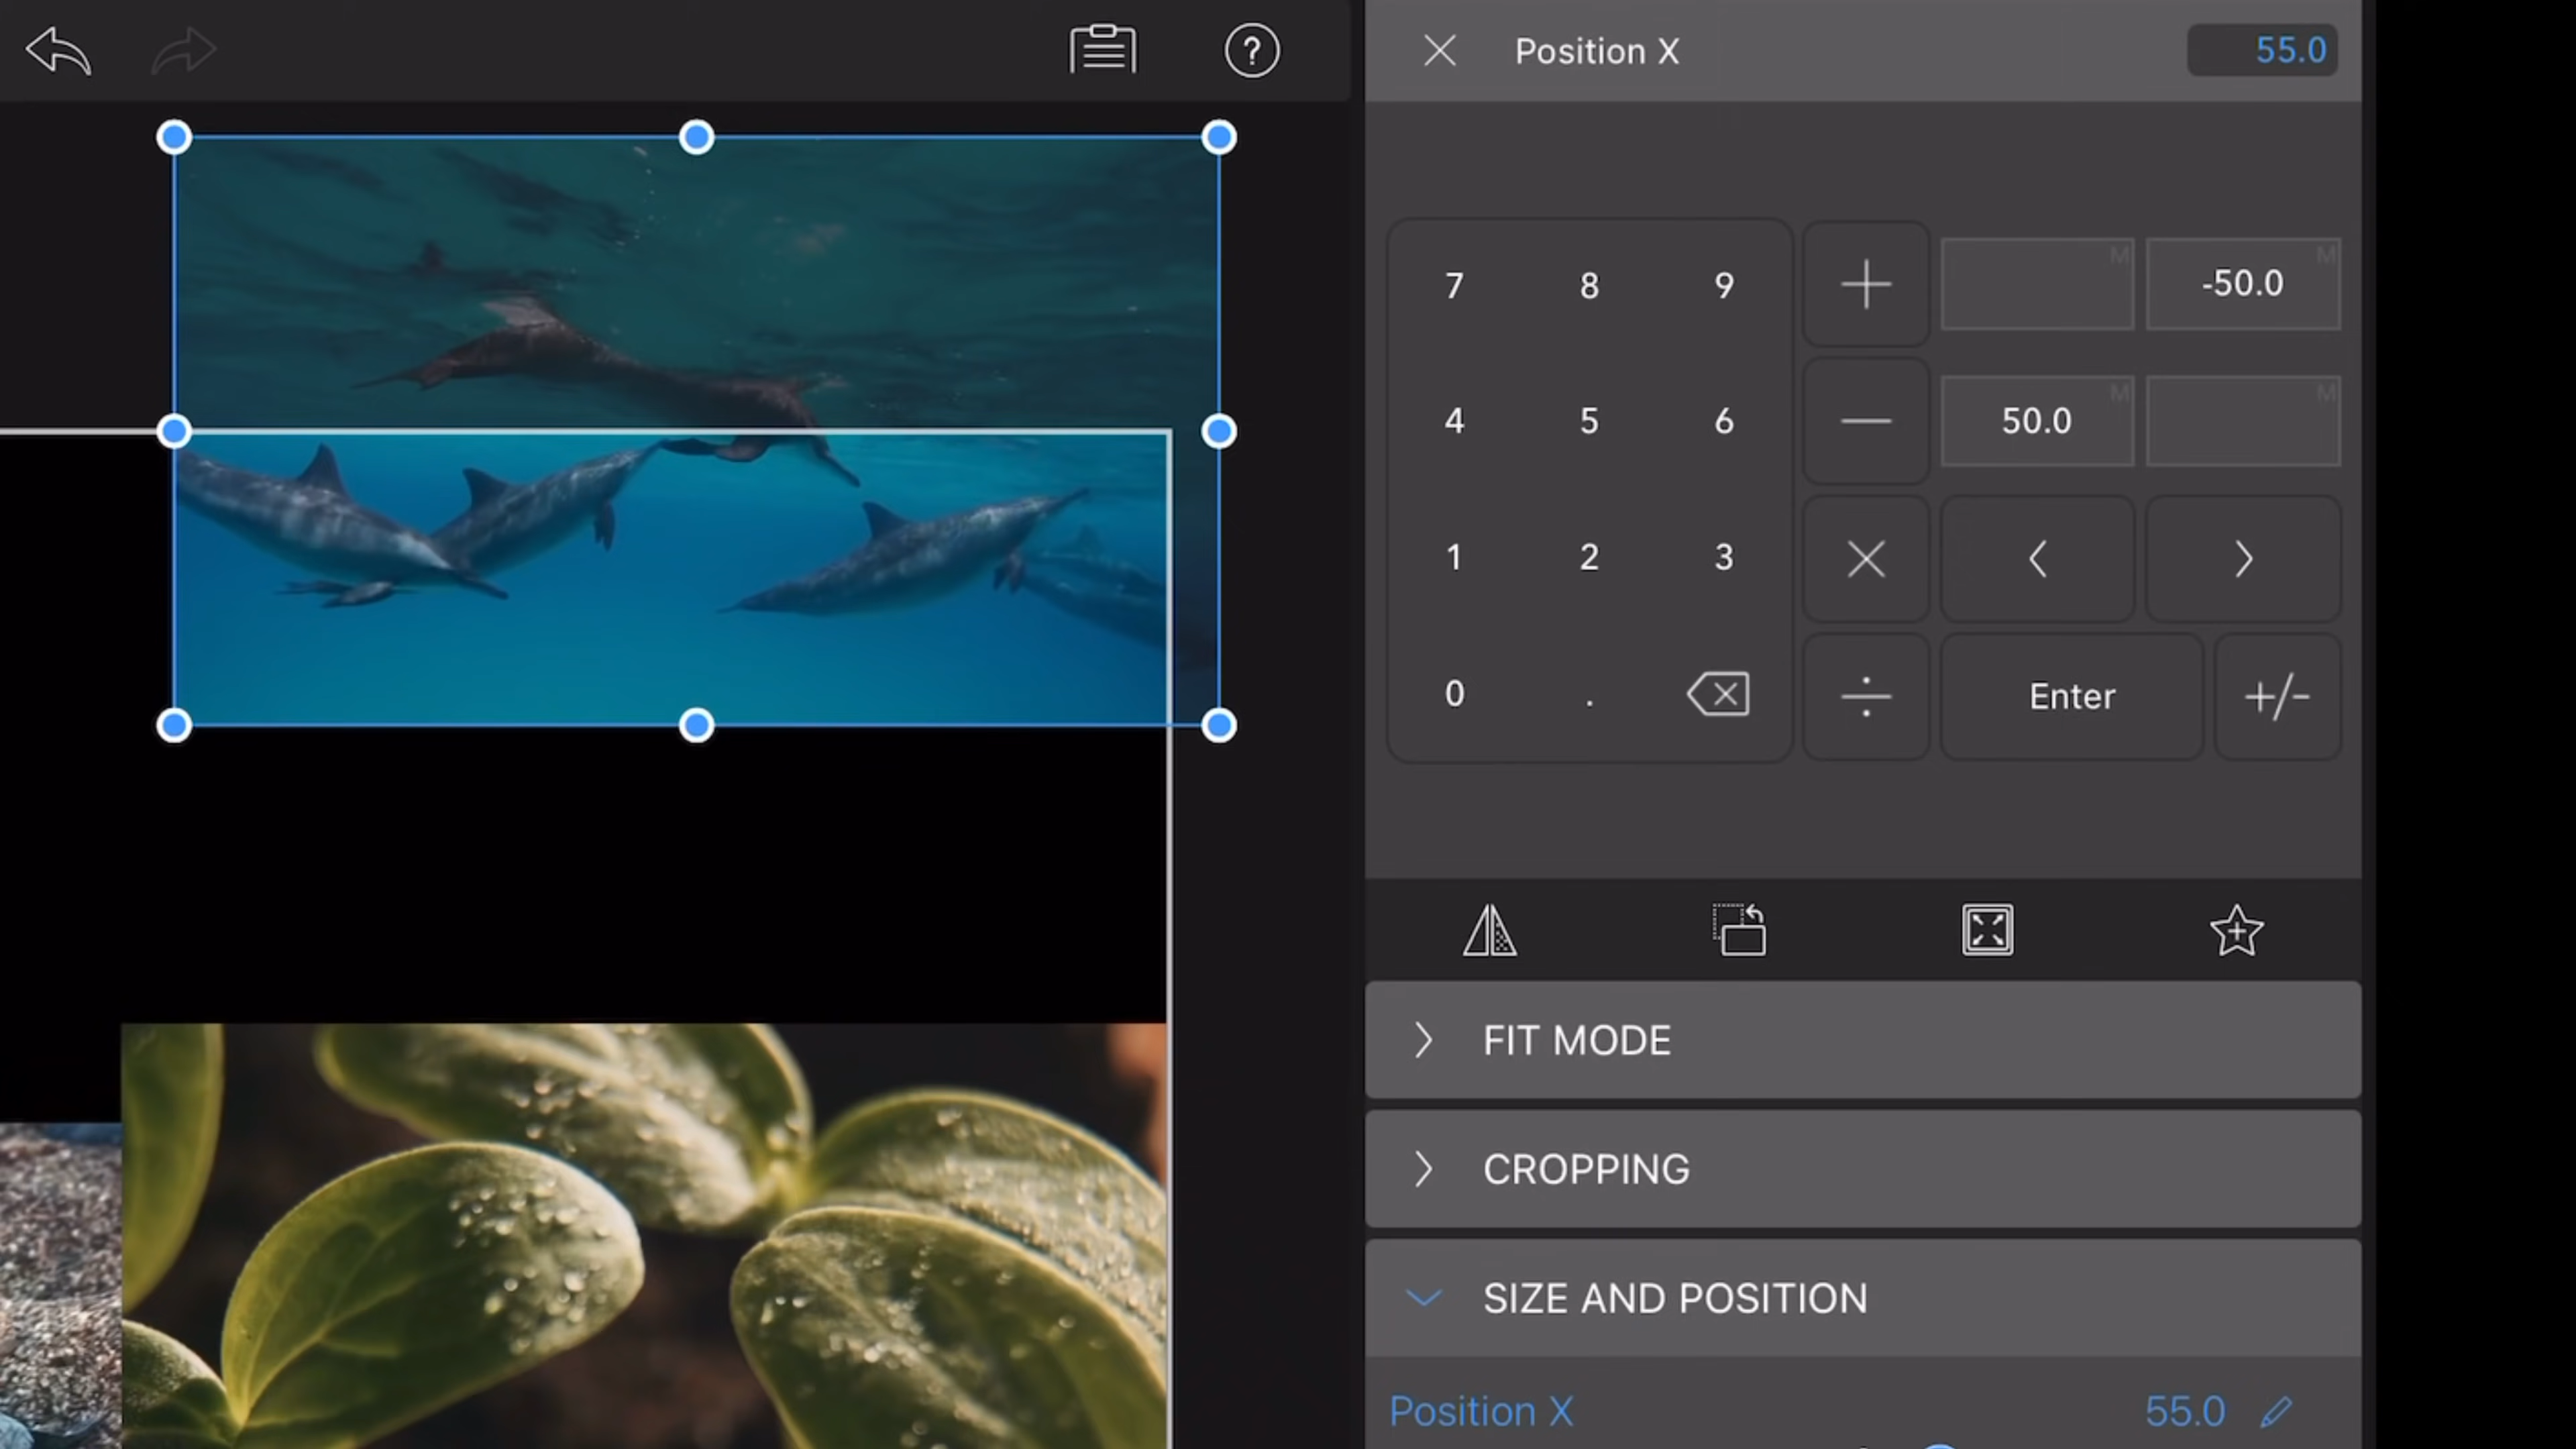 ?
Position X 55.0
7 8 9 + M M -50.0
4 5 6 — M 50.0 M
1 2 3 × < >
0 . ÷ Enter +/-
FIT MODE
CROPPING
SIZE AND POSITION
Position X 55.0